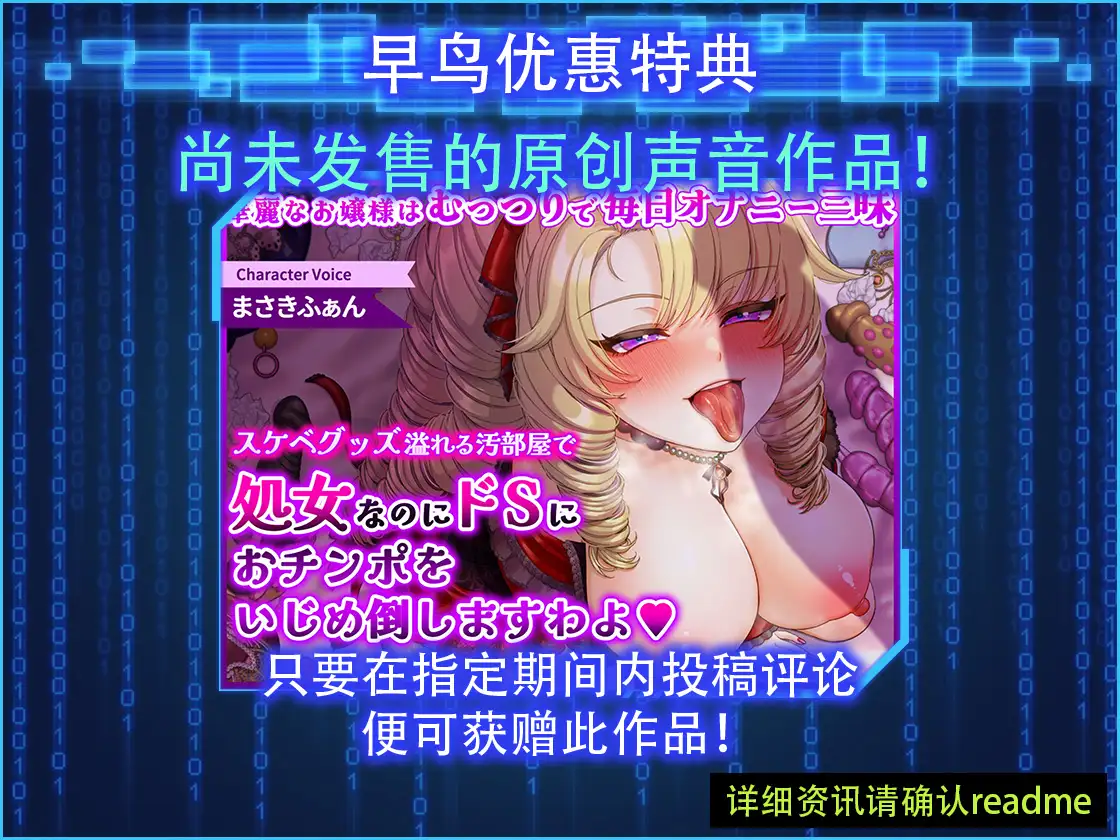 早鸟优惠特典
尚未发售的原创声音作品！
華麗なお嬢様はむっつりで毎日オナニー三昧
Character Voice
まさきふぁん
スケベグッズ溢れる汚部屋で
処女なのにドSに
おチンポを
いじめ倒しますわよ♥
只要在指定期间内投稿评论
便可获赠此作品！
详细资讯请确认readme